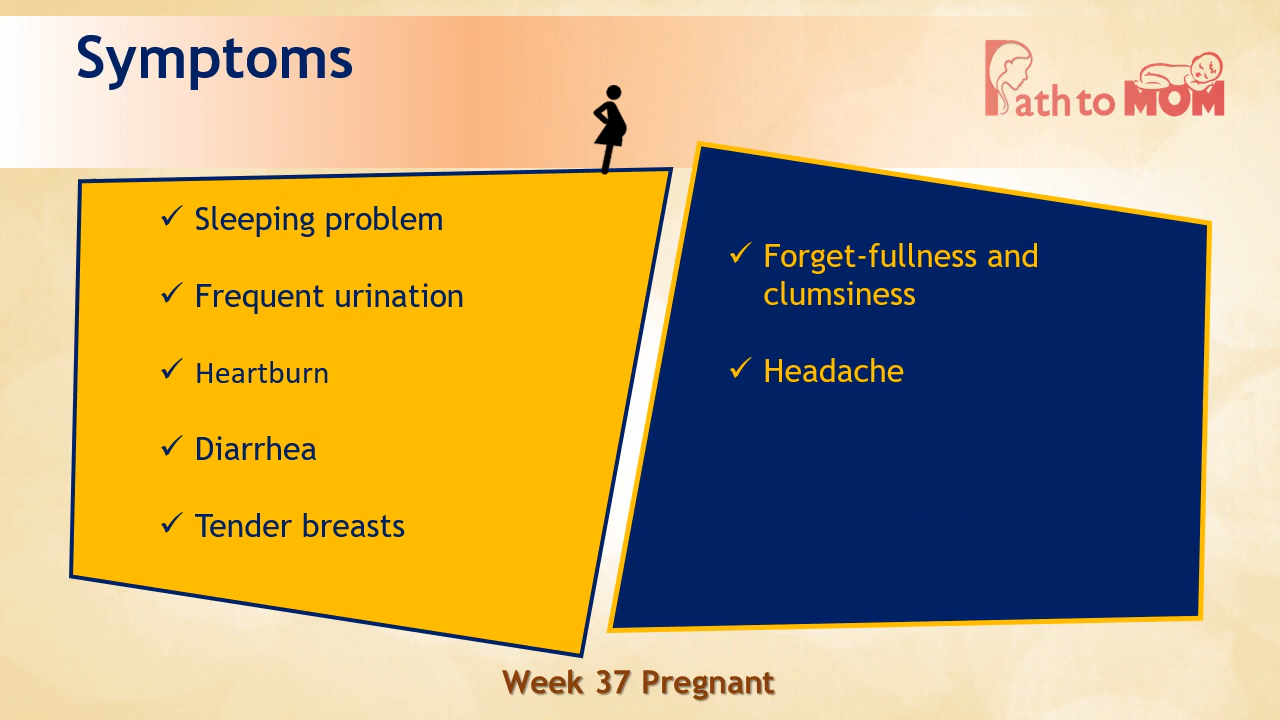 Symptoms
Path to MOM
✓ Sleeping problem
✓ Frequent urination
✓ Heartburn
✓ Diarrhea
✓ Tender breasts
✓ Forget-fullness and
clumsiness
✓ Headache
Week 37 Pregnant